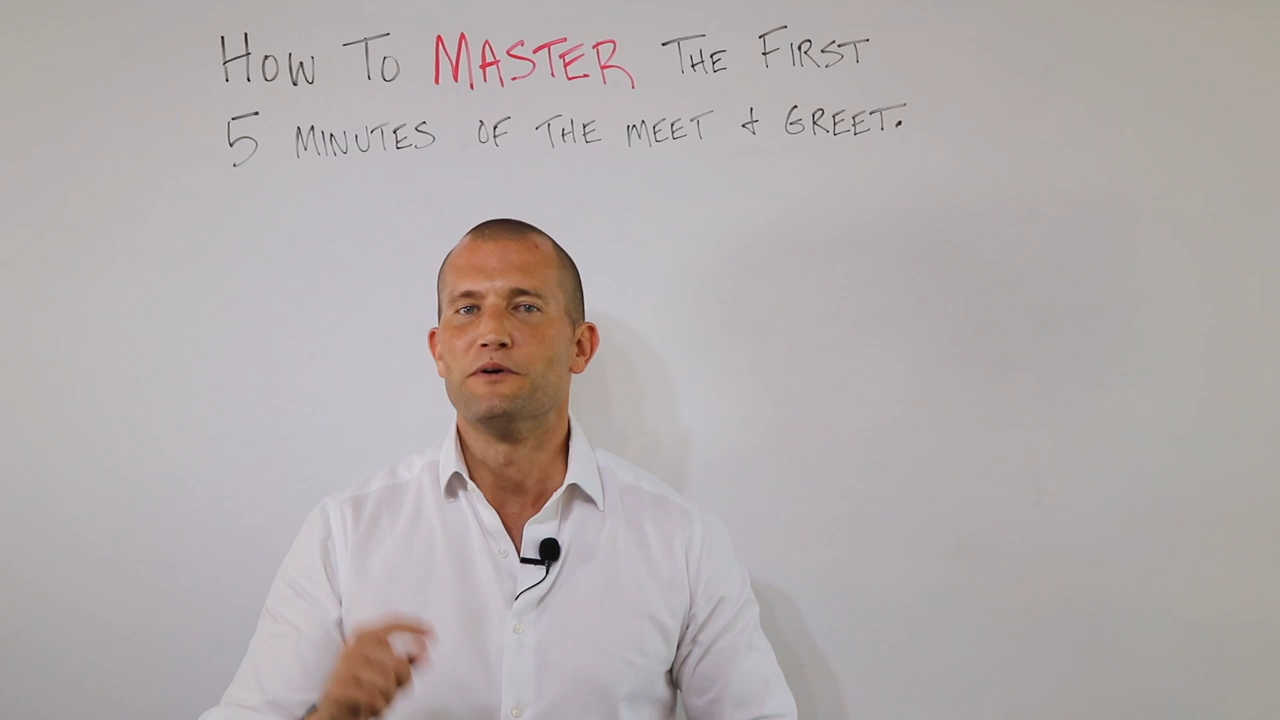 HOW TO MASTER THE FIRST
5 MINUTES OF THE MEET & GREET.